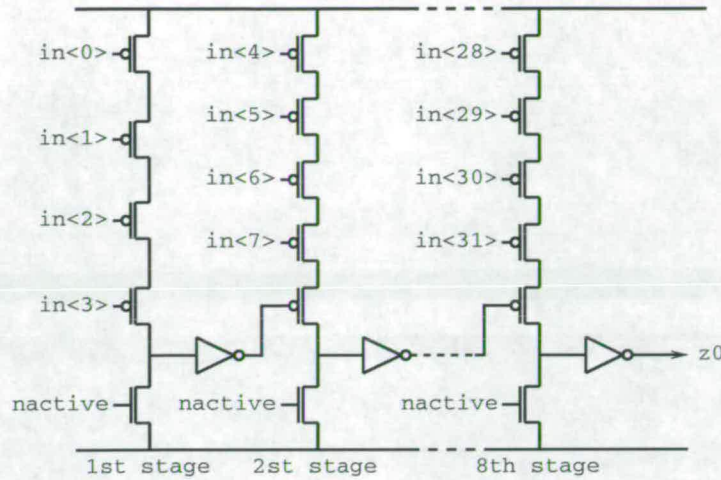 in<0> in<4> in<28>
in<1> in<5> in<29>
in<2> in<6> in<30>
in<7> in<31>
in<3>
z0
nactive nactive nactive
1st stage 2st stage 8th stage